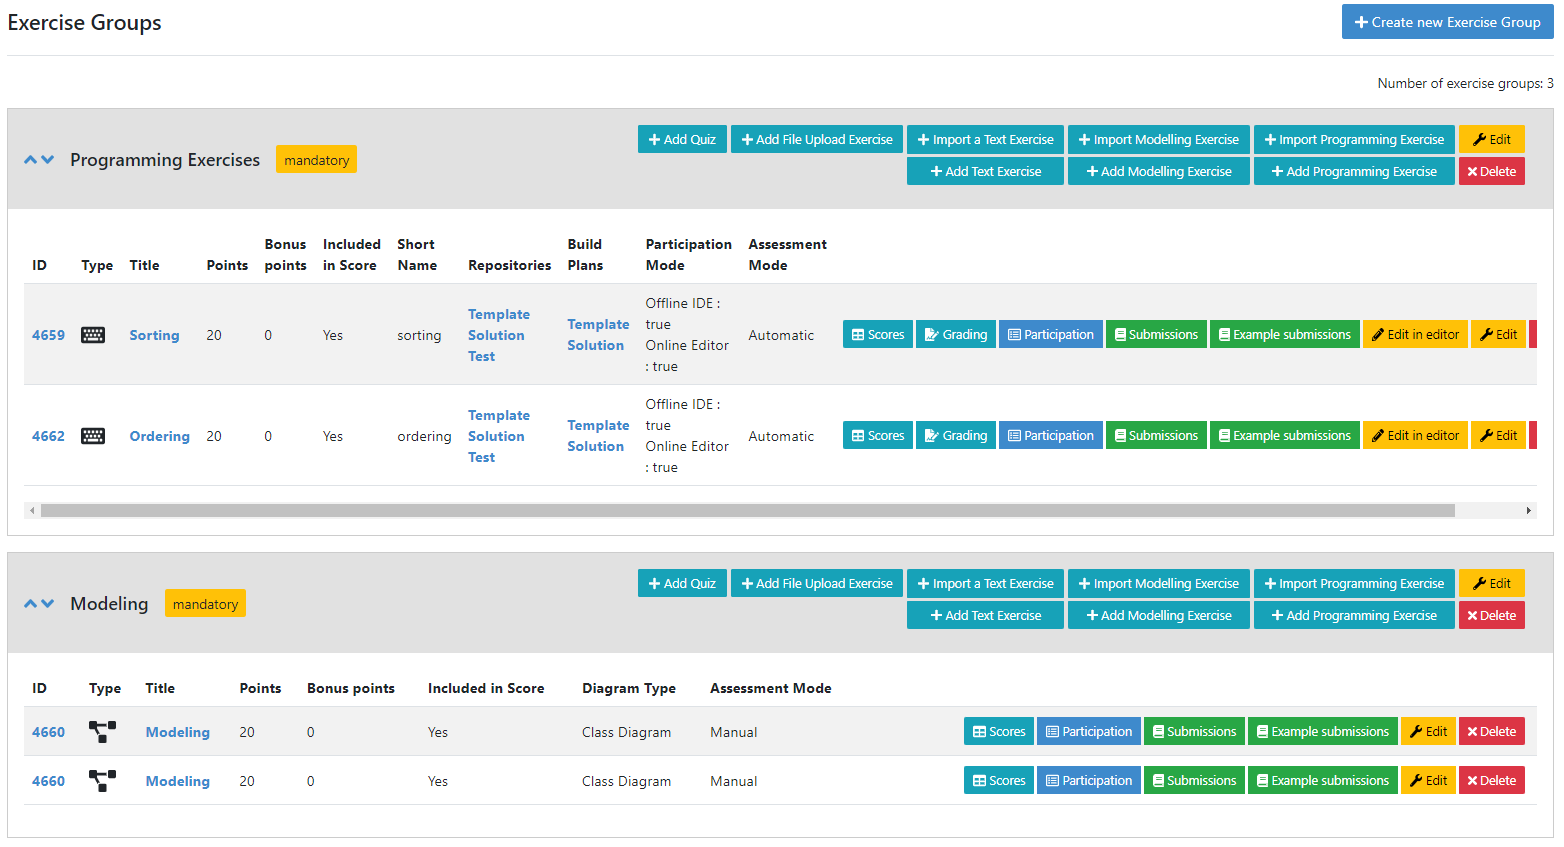 Exercise Groups
Create new Exercise Group
Number of exercise groups: 3
Programming Exercises mandatory
Add Quiz Add File Upload Exercise Import a Text Exercise Import Modelling Exercise Import Programming Exercise Edit
Add Text Exercise Add Modelling Exercise Add Programming Exercise Delete
ID Type Title Points Bonus points Included in Score Short Name Repositories Build Plans Participation Mode Assessment Mode
4659 Sorting 20 0 Yes sorting Template Solution Test Template Solution Offline IDE : true Online Editor : true Automatic Scores Grading Participation Submissions Example submissions Edit in editor Edit
4662 Ordering 20 0 Yes ordering Template Solution Test Template Solution Offline IDE : true Online Editor : true Automatic Scores Grading Participation Submissions Example submissions Edit in editor Edit
Modeling mandatory
Add Quiz Add File Upload Exercise Import a Text Exercise Import Modelling Exercise Import Programming Exercise Edit
Add Text Exercise Add Modelling Exercise Add Programming Exercise Delete
ID Type Title Points Bonus points Included in Score Diagram Type Assessment Mode
4660 Modeling 20 0 Yes Class Diagram Manual Scores Participation Submissions Example submissions Edit Delete
4660 Modeling 20 0 Yes Class Diagram Manual Scores Participation Submissions Example submissions Edit Delete